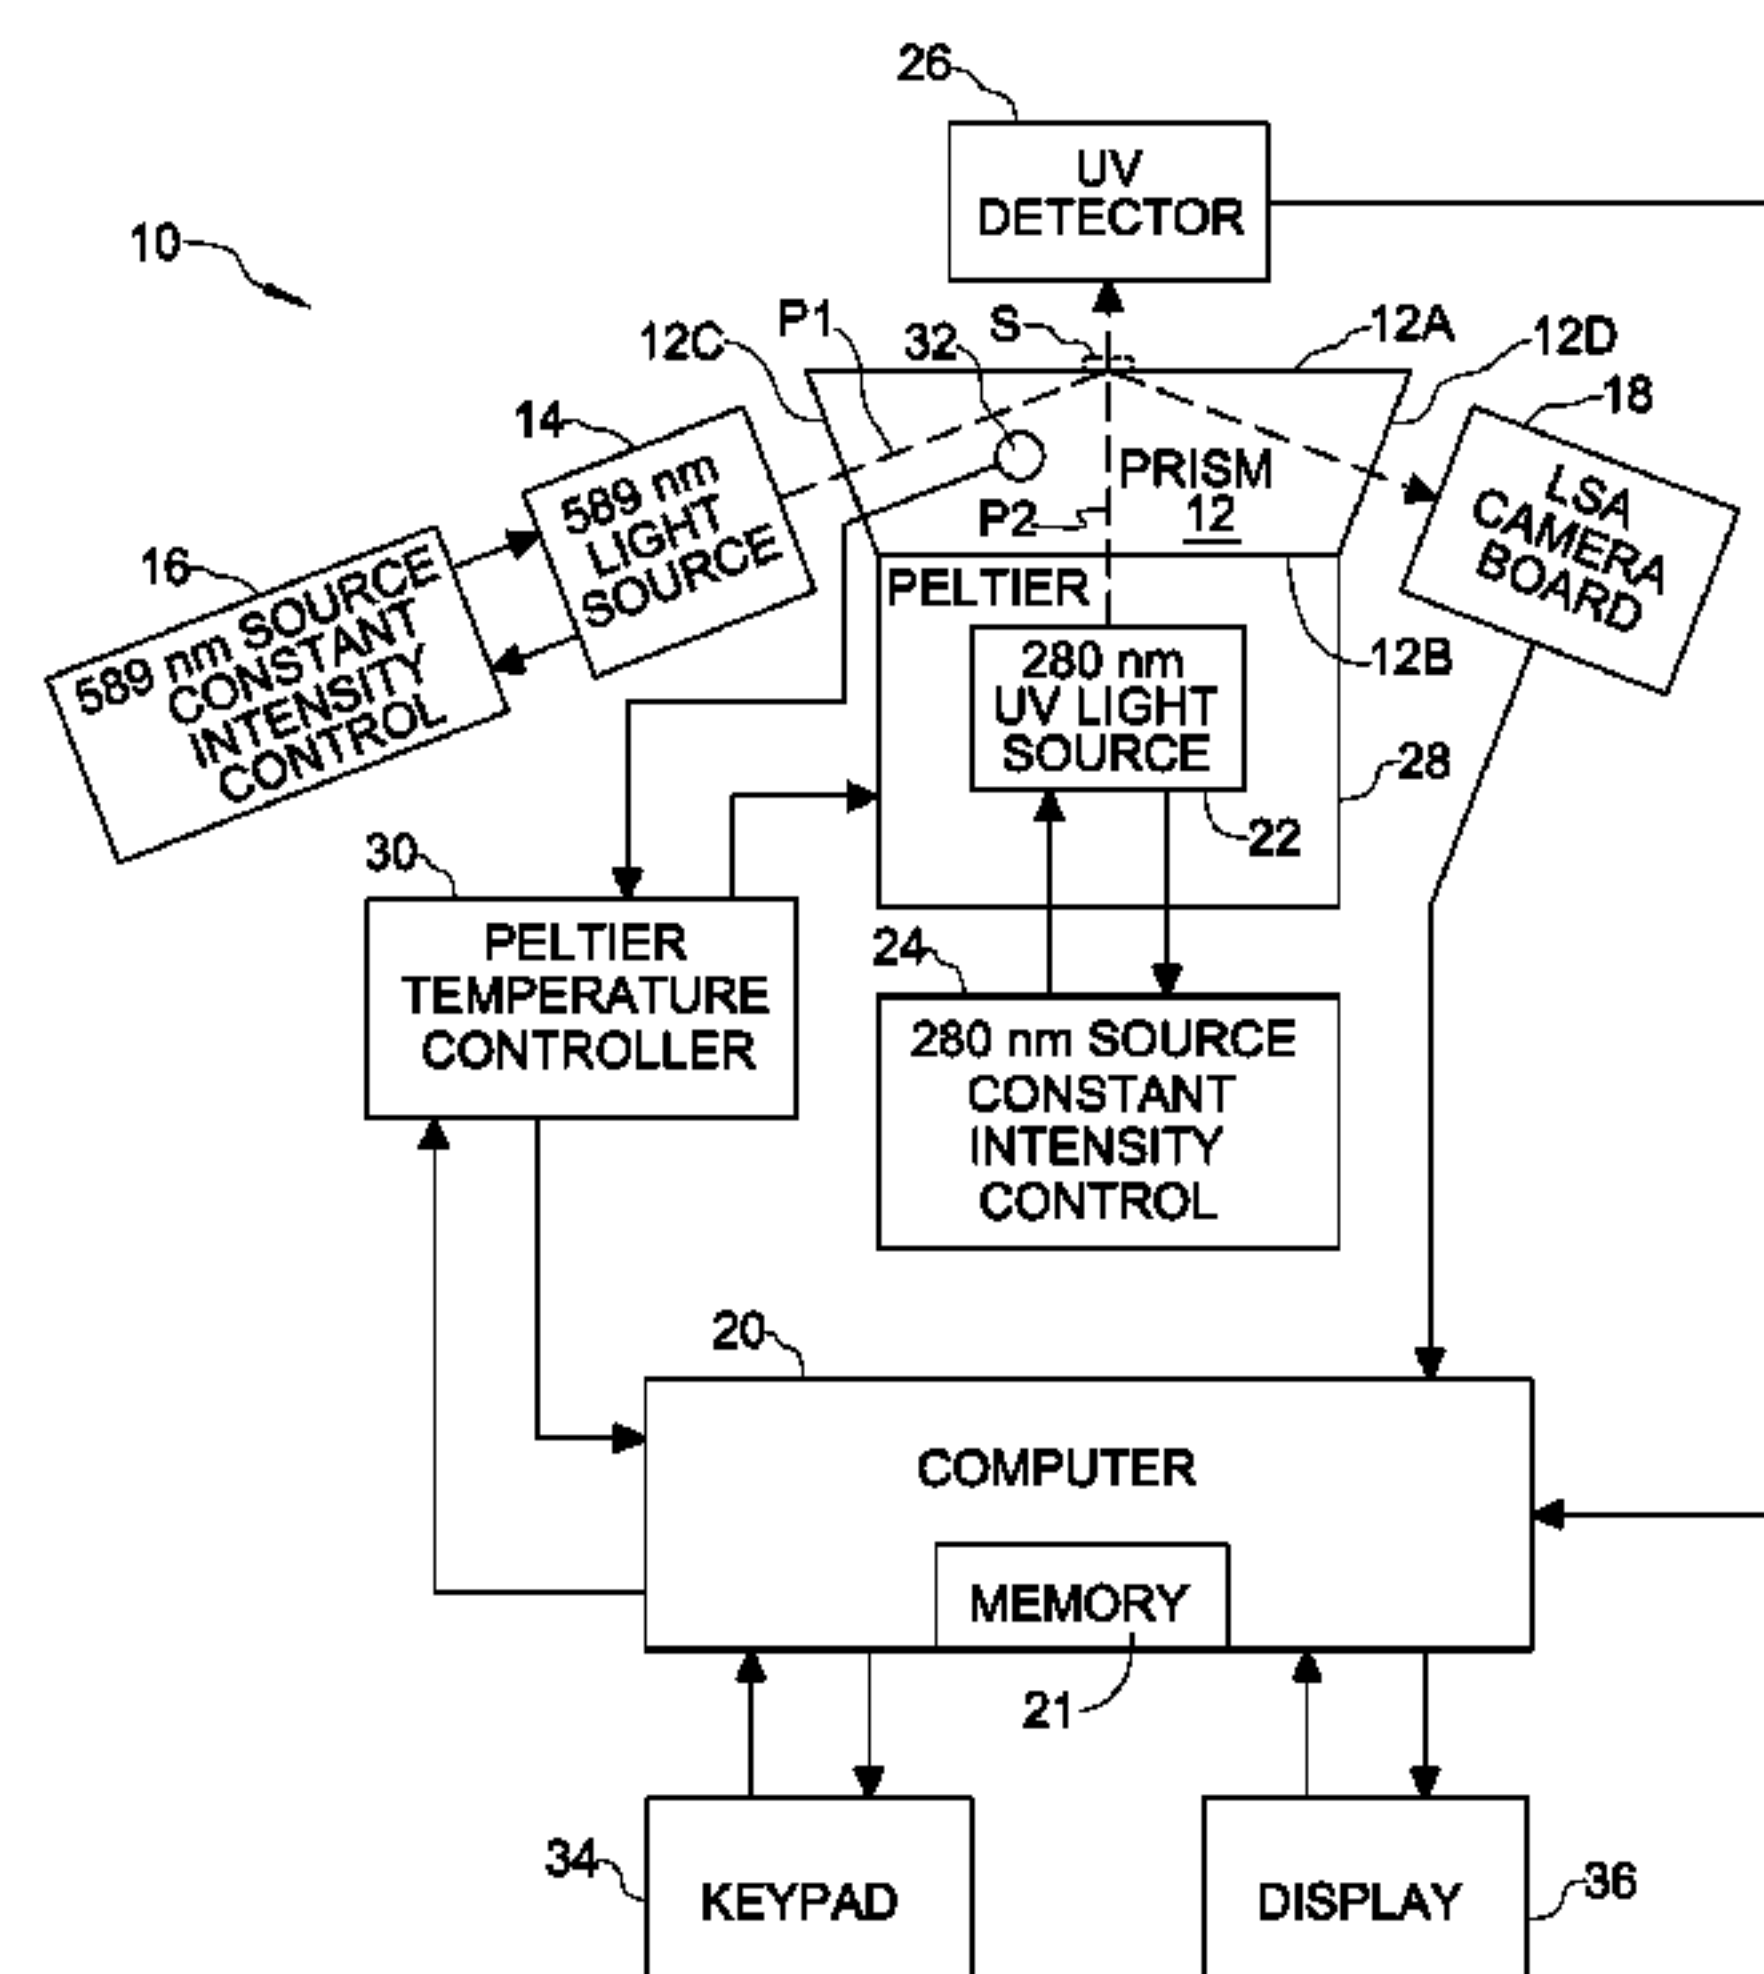 26
UV
DETECTOR
10
P1
S
12A
12C
32
12D
14
18
589 nm
LIGHT
SOURCE
PRISM
12
P2
LSA
CAMERA
BOARD
16
589 nm SOURCE
CONSTANT
INTENSITY
CONTROL
PELTIER
280 nm
UV LIGHT
SOURCE
12B
28
22
30
PELTIER
TEMPERATURE
CONTROLLER
24
280 nm SOURCE
CONSTANT
INTENSITY
CONTROL
20
COMPUTER
MEMORY
21
34
KEYPAD
DISPLAY
36